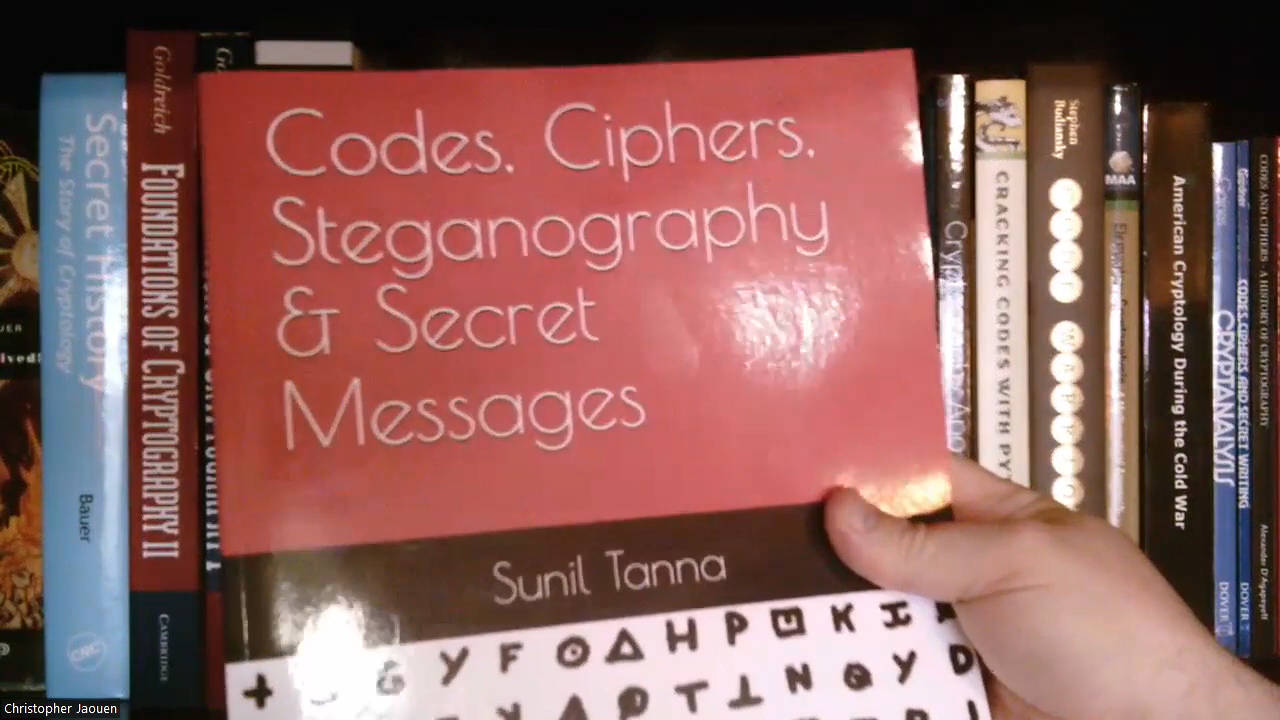 Codes, Ciphers,
Steganography
& Secret
Messages
Sunil Tanna
Secret History
The Story of Cryptology
Bauer
CRC
Goldreich
FOUNDATIONS OF CRYPTOGRAPHY II
CAMBRIDGE
CRACKING CODES WITH
Stephen
Budiansky
CODE
MAA
American Cryptology During the Cold War
CRYPTANALYSIS
DOVER
CODES, CIPHERS AND SECRET WRITING
DOVER
CODES AND CIPHERS - A HISTORY OF CRYPTOGRAPHY
Alexander D'Agapeyeff
Christopher Jaouen